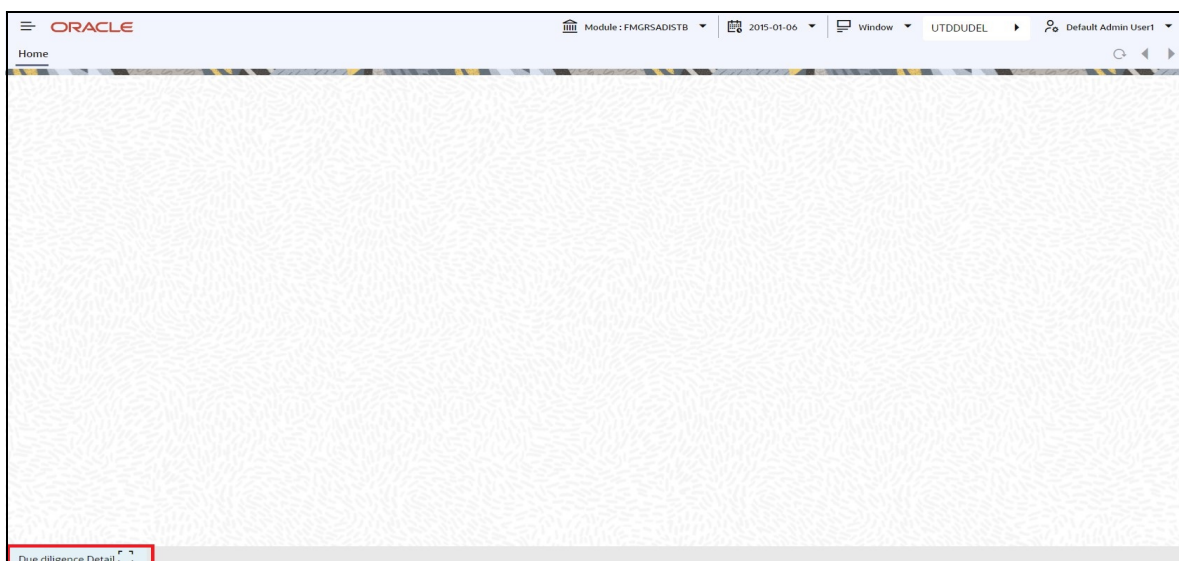 ORACLE Module : FMGRSADISTB 2015-01-06 Window UTDDUDEL Default Admin User1
Home
Due diligence Detail